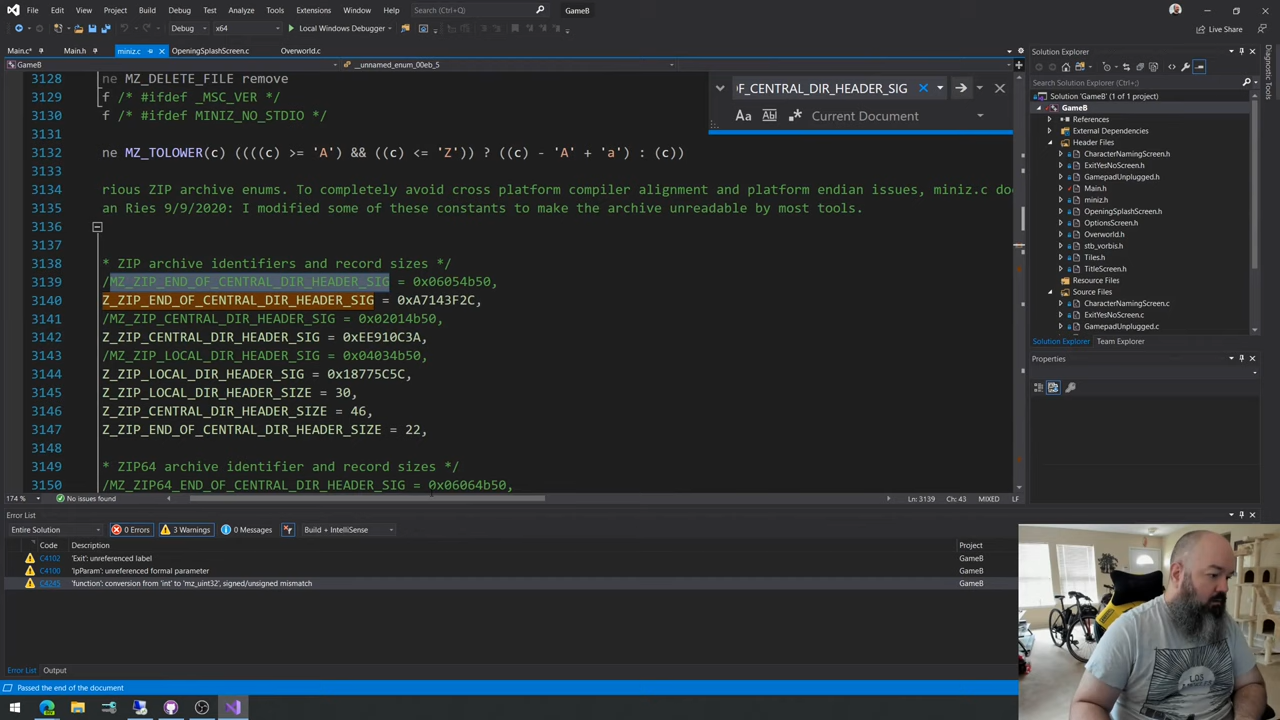 File Edit View Project Build Debug Test Analyze Tools Extensions Window Help Search (Ctrl+Q) GameB
Debug x64 Local Windows Debugger Live Share
Main.c* Main.h miniz.c OpeningSplashScreen.c Overworld.c
GameB __unnamed_enum_00eb_5
F_CENTRAL_DIR_HEADER_SIG
Aa Ab Current Document
3128 ne MZ_DELETE_FILE remove
3129 f /* #ifdef _MSC_VER */
3130 f /* #ifdef MINIZ_NO_STDIO */
3131
3132 ne MZ_TOLOWER(c) ((((c) >= 'A') && ((c) <= 'Z')) ? ((c) - 'A' + 'a') : (c))
3133
3134 rious ZIP archive enums. To completely avoid cross platform compiler alignment and platform endian issues, miniz.c do
3135 an Ries 9/9/2020: I modified some of these constants to make the archive unreadable by most tools.
3136
3137
3138 * ZIP archive identifiers and record sizes */
3139 /MZ_ZIP_END_OF_CENTRAL_DIR_HEADER_SIG = 0x06054b50,
3140 Z_ZIP_END_OF_CENTRAL_DIR_HEADER_SIG = 0xA7143F2C,
3141 /MZ_ZIP_CENTRAL_DIR_HEADER_SIG = 0x02014b50,
3142 Z_ZIP_CENTRAL_DIR_HEADER_SIG = 0xEE910C3A,
3143 /MZ_ZIP_LOCAL_DIR_HEADER_SIG = 0x04034b50,
3144 Z_ZIP_LOCAL_DIR_HEADER_SIG = 0x18775C5C,
3145 Z_ZIP_LOCAL_DIR_HEADER_SIZE = 30,
3146 Z_ZIP_CENTRAL_DIR_HEADER_SIZE = 46,
3147 Z_ZIP_END_OF_CENTRAL_DIR_HEADER_SIZE = 22,
3148
3149 * ZIP64 archive identifier and record sizes */
3150 /MZ_ZIP64_END_OF_CENTRAL_DIR_HEADER_SIG = 0x06064b50,
174 % No issues found Ln: 3139 Ch: 43 MIXED LF
Error List
Entire Solution 0 Errors 3 Warnings 0 Messages Build + IntelliSense
Code Description Project
C4102 'Exit': unreferenced label GameB
C4100 'lpParam': unreferenced formal parameter GameB
C4245 'function': conversion from 'int' to 'mz_uint32', signed/unsigned mismatch GameB
Error List Output
Passed the end of the document
Solution Explorer
Search Solution Explorer (Ctrl+;)
Solution 'GameB' (1 of 1 project)
GameB
References
External Dependencies
Header Files
CharacterNamingScreen.h
ExitYesNoScreen.h
GamepadUnplugged.h
Main.h
miniz.h
OpeningSplashScreen.h
OptionsScreen.h
Overworld.h
stb_vorbis.h
Tiles.h
TitleScreen.h
Resource Files
Source Files
CharacterNamingScreen.c
ExitYesNoScreen.c
GamepadUnplugged.c
Solution Explorer Team Explorer
Properties
Diagnostic Tools